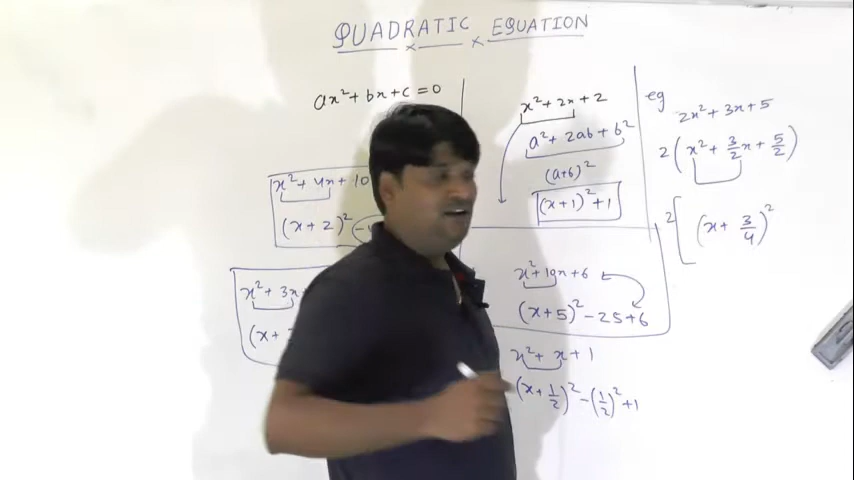 QUADRATIC EQUATION
ax² + bx + c = 0
x² + 4x + 10
(x + 2)²
x² + 3x
(x +
x² + 2x + 2
a² + 2ab + b²
(a+b)²
(x+1)² + 1
x² + 10x + 6
(x+5)² - 25 + 6
x² + x + 1
(x + 1/2)² - (1/2)² + 1
eg
2x² + 3x + 5
2(x² + 3/2 x + 5/2)
2[(x + 3/4)²